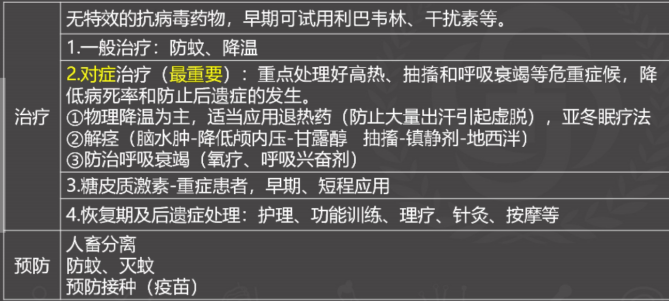 无特效的抗病毒药物，早期可试用利巴韦林、干扰素等。
1.一般治疗：防蚊、降温
2.对症治疗（最重要）：重点处理好高热、抽搐和呼吸衰竭等危重症候，降
低病死率和防止后遗症的发生。
治疗
①物理降温为主，适当应用退热药（防止大量出汗引起虚脱），亚冬眠疗法
②解痉（脑水肿-降低颅内压-甘露醇 抽搐-镇静剂-地西泮）
③防治呼吸衰竭（氧疗、呼吸兴奋剂）
3.糖皮质激素-重症患者，早期、短程应用
4.恢复期及后遗症处理：护理、功能训练、理疗、针灸、按摩等
人畜分离
预防
防蚊、灭蚊
预防接种（疫苗）